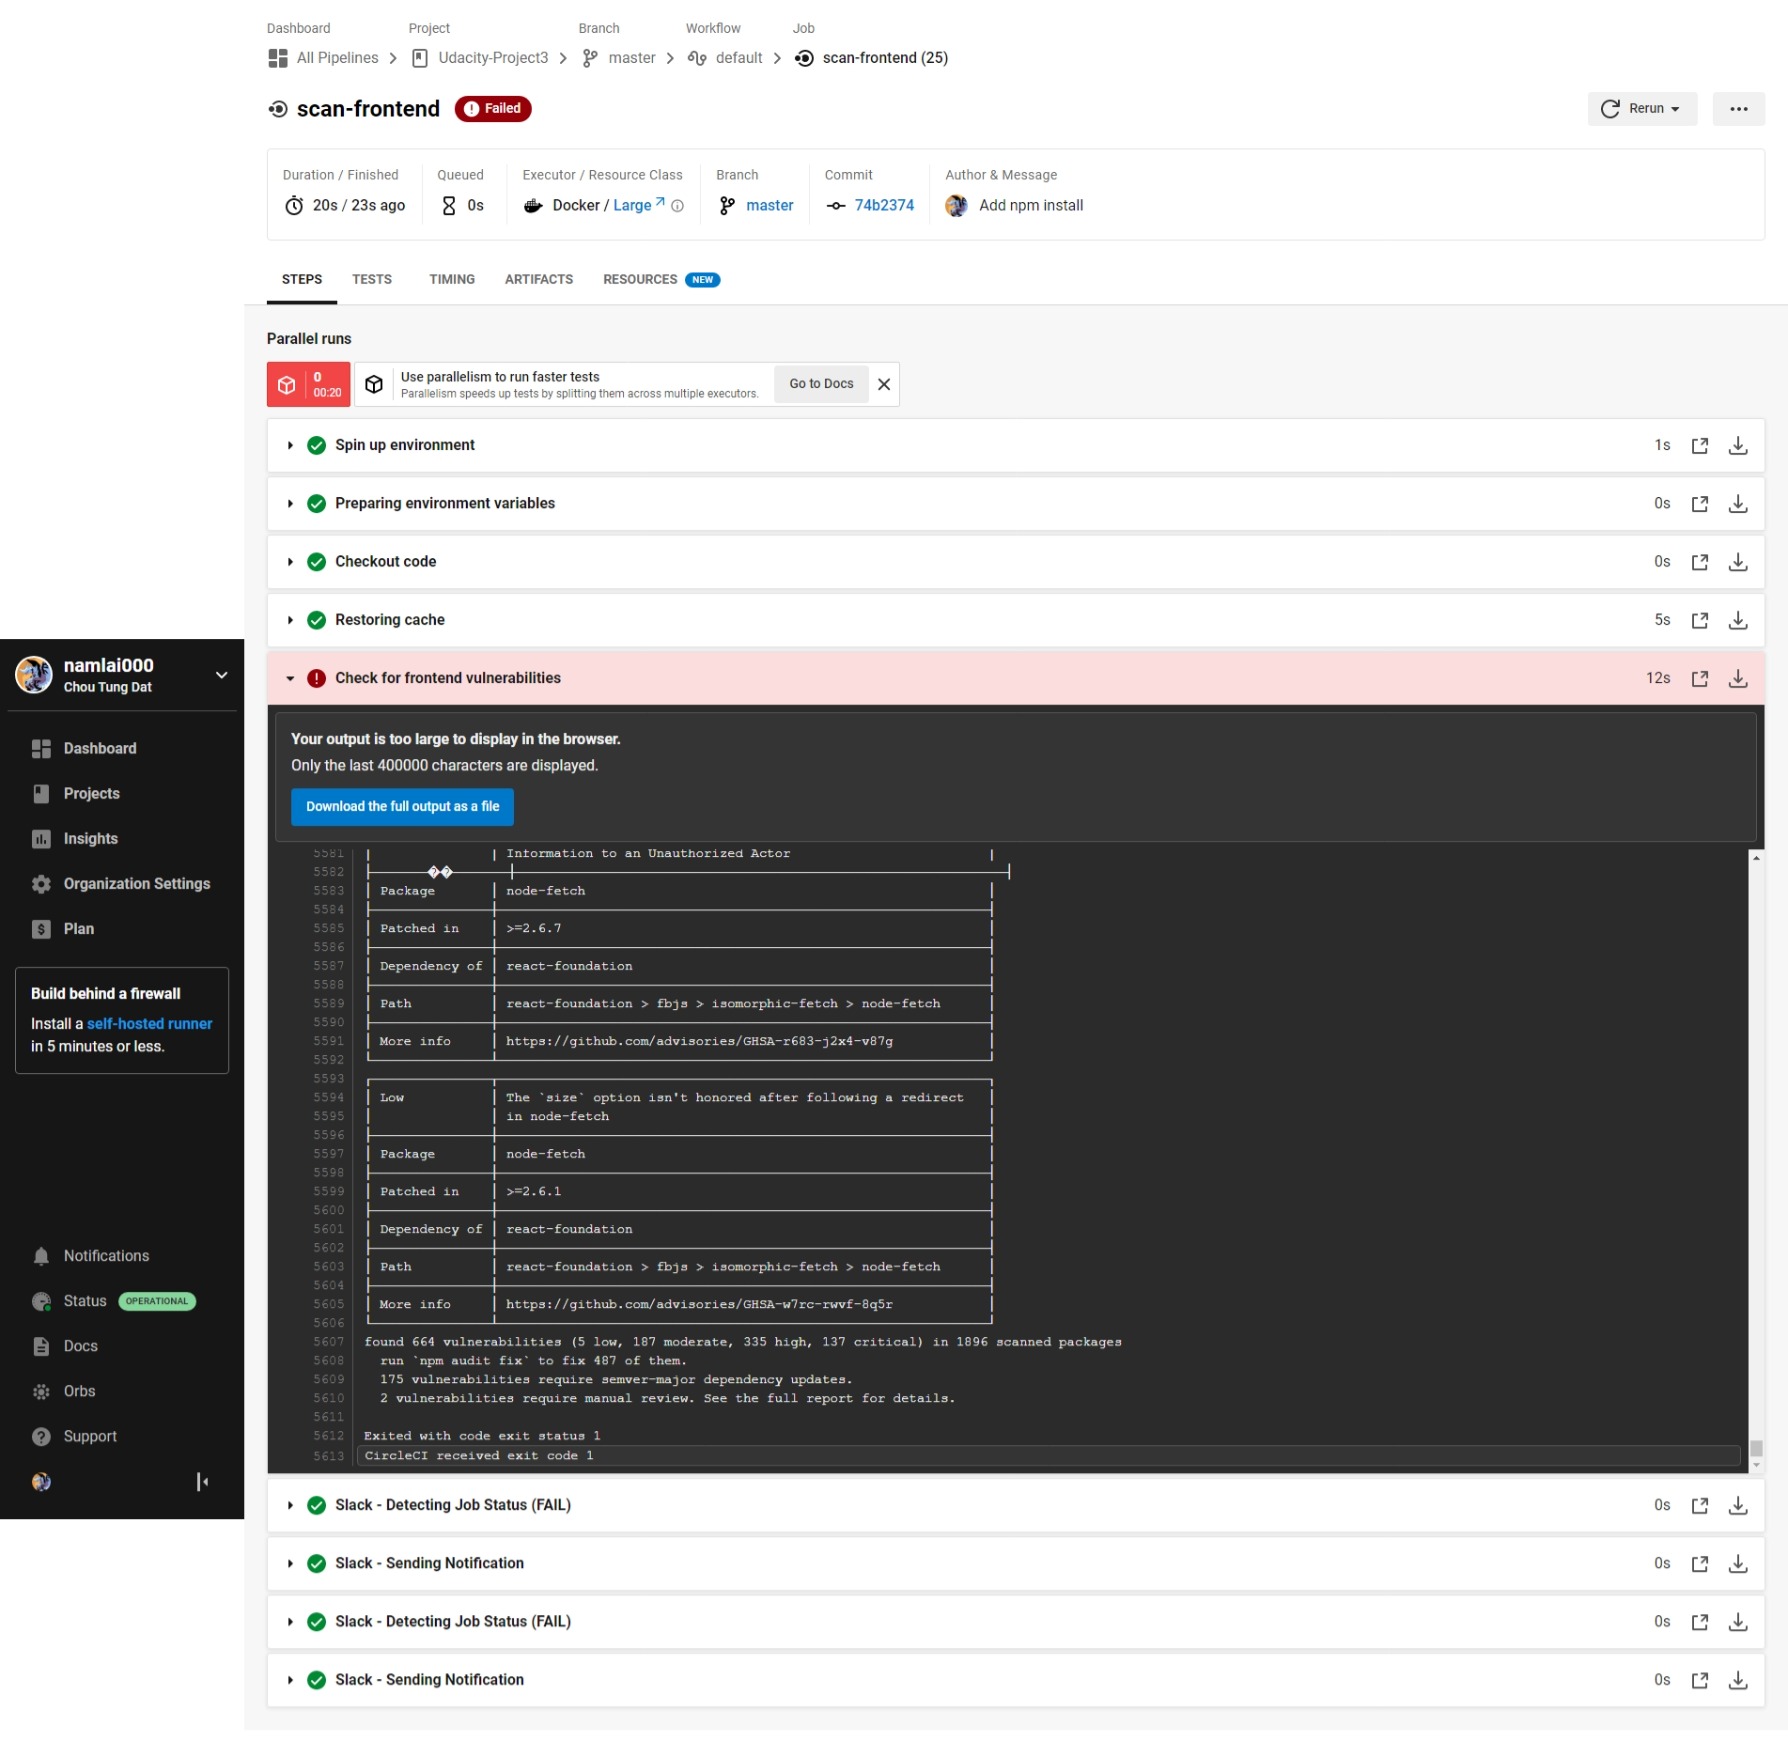 Dashboard Project Branch Workflow Job
All Pipelines Udacity-Project3 master default scan-frontend (25)
scan-frontend Failed
Rerun
Duration / Finished Queued Executor / Resource Class Branch Commit Author & Message
20s / 23s ago 0s Docker / Large master 74b2374 Add npm install
STEPS TESTS TIMING ARTIFACTS RESOURCES NEW
Parallel runs
0
00:20
Use parallelism to run faster tests
Parallelism speeds up tests by splitting them across multiple executors.
Go to Docs
Spin up environment 1s
Preparing environment variables 0s
Checkout code 0s
Restoring cache 5s
Check for frontend vulnerabilities 12s
Your output is too large to display in the browser.
Only the last 400000 characters are displayed.
Download the full output as a file
5581 Information to an Unauthorized Actor
5582 ��
5583 Package node-fetch
5584
5585 Patched in >=2.6.7
5586
5587 Dependency of react-foundation
5588
5589 Path react-foundation > fbjs > isomorphic-fetch > node-fetch
5590
5591 More info https://github.com/advisories/GHSA-r683-j2x4-v87g
5592
5593
5594 Low The `size` option isn't honored after following a redirect
5595 in node-fetch
5596
5597 Package node-fetch
5598
5599 Patched in >=2.6.1
5600
5601 Dependency of react-foundation
5602
5603 Path react-foundation > fbjs > isomorphic-fetch > node-fetch
5604
5605 More info https://github.com/advisories/GHSA-w7rc-rwvf-8q5r
5606
5607 found 664 vulnerabilities (5 low, 187 moderate, 335 high, 137 critical) in 1896 scanned packages
5608 run `npm audit fix` to fix 487 of them.
5609 175 vulnerabilities require semver-major dependency updates.
5610 2 vulnerabilities require manual review. See the full report for details.
5611
5612 Exited with code exit status 1
5613 CircleCI received exit code 1
Slack - Detecting Job Status (FAIL) 0s
Slack - Sending Notification 0s
Slack - Detecting Job Status (FAIL) 0s
Slack - Sending Notification 0s
namlai000
Chou Tung Dat
Dashboard
Projects
Insights
Organization Settings
Plan
Build behind a firewall
Install a self-hosted runner
in 5 minutes or less.
Notifications
Status OPERATIONAL
Docs
Orbs
Support